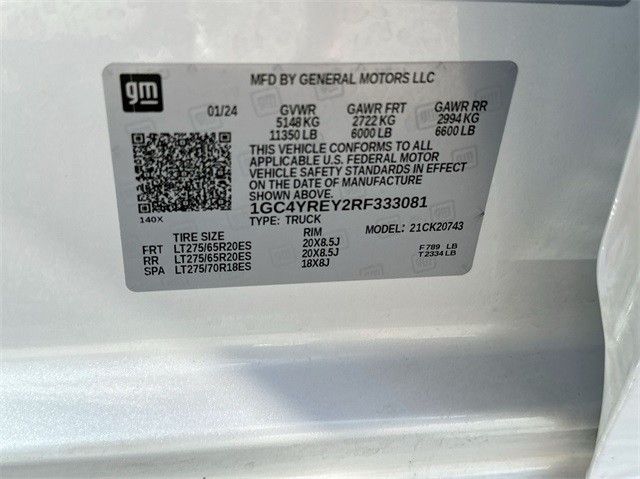 gm
MFD BY GENERAL MOTORS LLC
01/24 GVWR GAWR FRT GAWR RR
5148 KG 2722 KG 2994 KG
11350 LB 6000 LB 6600 LB
THIS VEHICLE CONFORMS TO ALL
APPLICABLE U.S. FEDERAL MOTOR
VEHICLE SAFETY STANDARDS IN EFFECT
ON THE DATE OF MANUFACTURE
SHOWN ABOVE.
140X
1GC4YREY2RF333081
TYPE: TRUCK MODEL: 21CK20743
TIRE SIZE RIM
FRT LT275/65R20ES 20X8.5J F 789 LB
RR LT275/65R20ES 20X8.5J T 2334 LB
SPA LT275/70R18ES 18X8J